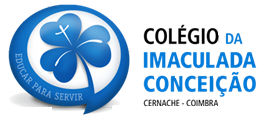 EDUCAR PARA SERVIR
COLÉGIO DA
IMACULADA
CONCEIÇÃO
CERNACHE - COIMBRA